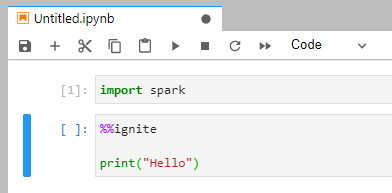 Untitled.ipynb
Code
[1]: import spark
[ ]: %%ignite
print("Hello")